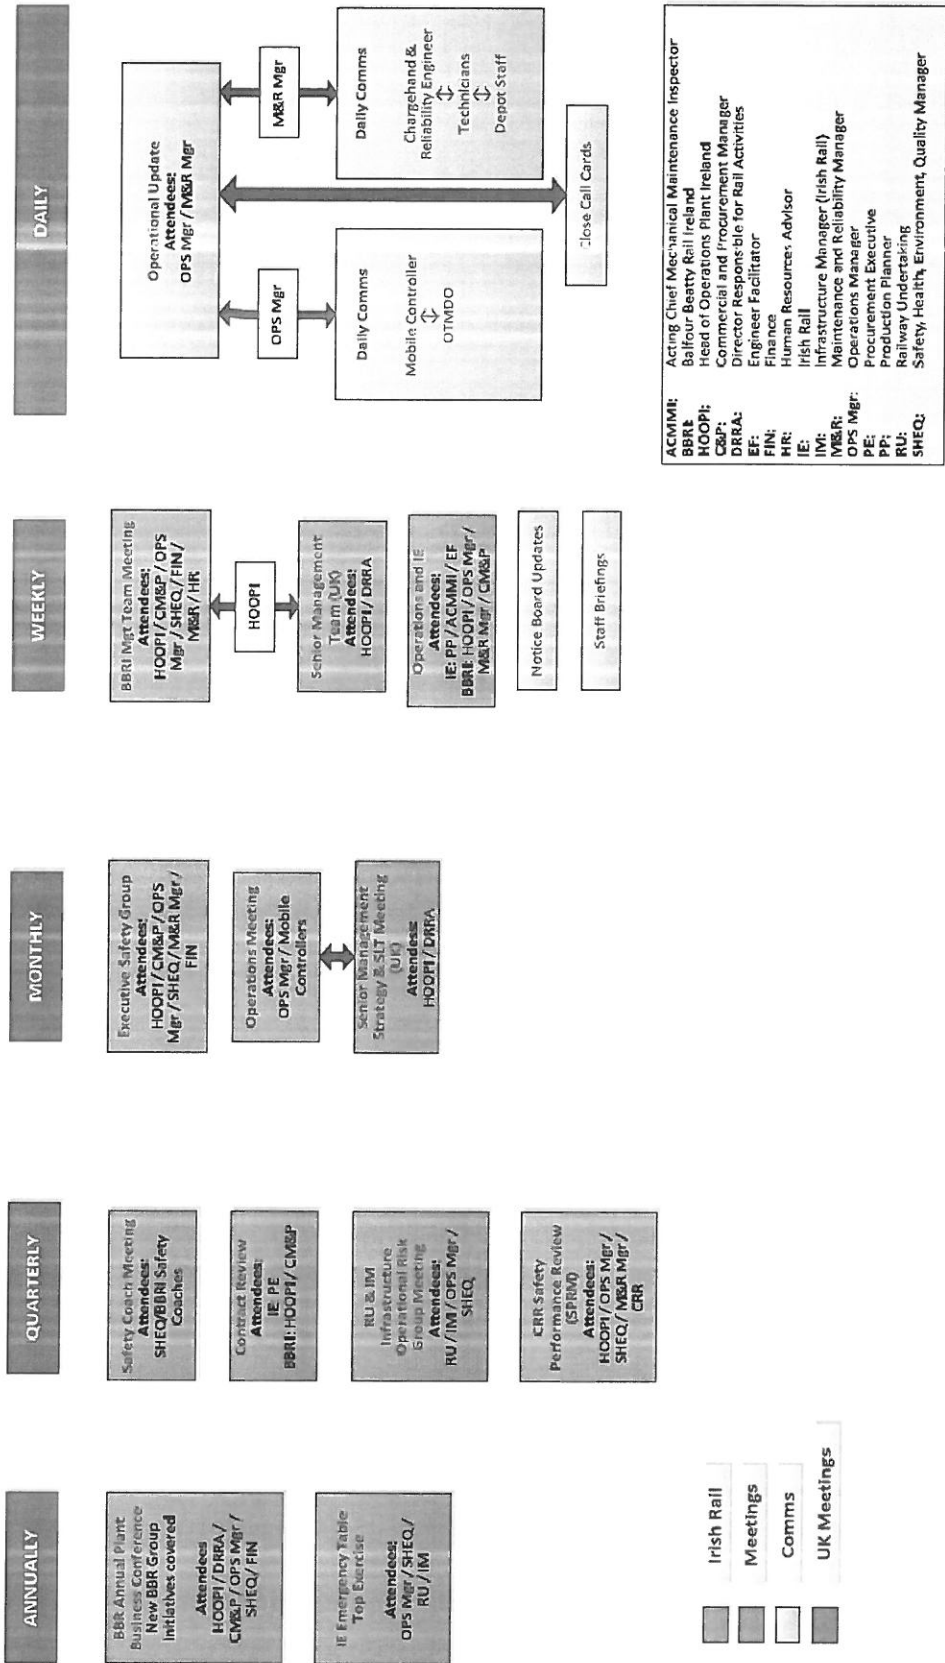 ANNUALLY
BBR Annual Plant
Business Conference
New BBR Group
Initiatives covered
Attendees
HOOPI / DRRA /
CM&P / OPS Mgr /
SHEQ / FIN
IE Emergency Table
Top Exercise
Attendees:
OPS Mgr / SHEQ /
RU / IM
QUARTERLY
Safety Coach Meeting
Attendees:
SHEQ/BBRI Safety
Coaches
Contract Review
Attendees:
IE: PE
BBRI: HOOPI / CM&P
RU & IM
Infrastructure
Operational Risk
Group Meeting
Attendees:
RU / IM / OPS Mgr /
SHEQ
CRR Safety
Performance Review
(SPRM)
Attendees:
HOOPI / OPS Mgr /
SHEQ / M&R Mgr /
CRR
MONTHLY
Executive Safety Group
Attendees:
HOOPI / CM&P / OPS
Mgr / SHEQ / M&R Mgr /
FIN
Operations Meeting
Attendees:
OPS Mgr / Mobile
Controllers
Senior Management
Strategy & SLT Meeting
(UK)
Attendess:
HOOPI/DRRA
WEEKLY
BBRI Mgt Team Meeting
Attendees:
HOOPI / CM&P / OPS
Mgr / SHEQ / FIN /
M&R / HR
HOOPI
Senior Management
Team (UK)
Attendees:
HOOPI / DRRA
Operations and IE
Attendees:
IE: PP / ACMMI / EF
BBRI: HOOPI / OPS Mgr /
M&R Mgr / CM&P
Notice Board Updates
Staff Briefings
DAILY
Operational Update
Attendees:
OPS Mgr / M&R Mgr
OPS Mgr
M&R Mgr
Daily Comms
Mobile Controller
OTMDO
Daily Comms
Chargehand &
Reliability Engineer
Technicians
Depot Staff
Close Call Cards
Irish Rail
Meetings
Comms
UK Meetings
ACMMI: Acting Chief Mechanical Maintenance Inspector
BBRI: Balfour Beatty Rail Ireland
HOOPI: Head of Operations Plant Ireland
C&P: Commercial and Procurement Manager
DRRA: Director Responsible for Rail Activities
EF: Engineer Facilitator
FIN: Finance
HR: Human Resources Advisor
IE: Irish Rail
IM: Infrastructure Manager (Irish Rail)
M&R: Maintenance and Reliability Manager
OPS Mgr: Operations Manager
PE: Procurement Executive
PP: Production Planner
RU: Railway Undertaking
SHEQ: Safety, Health, Environment, Quality Manager